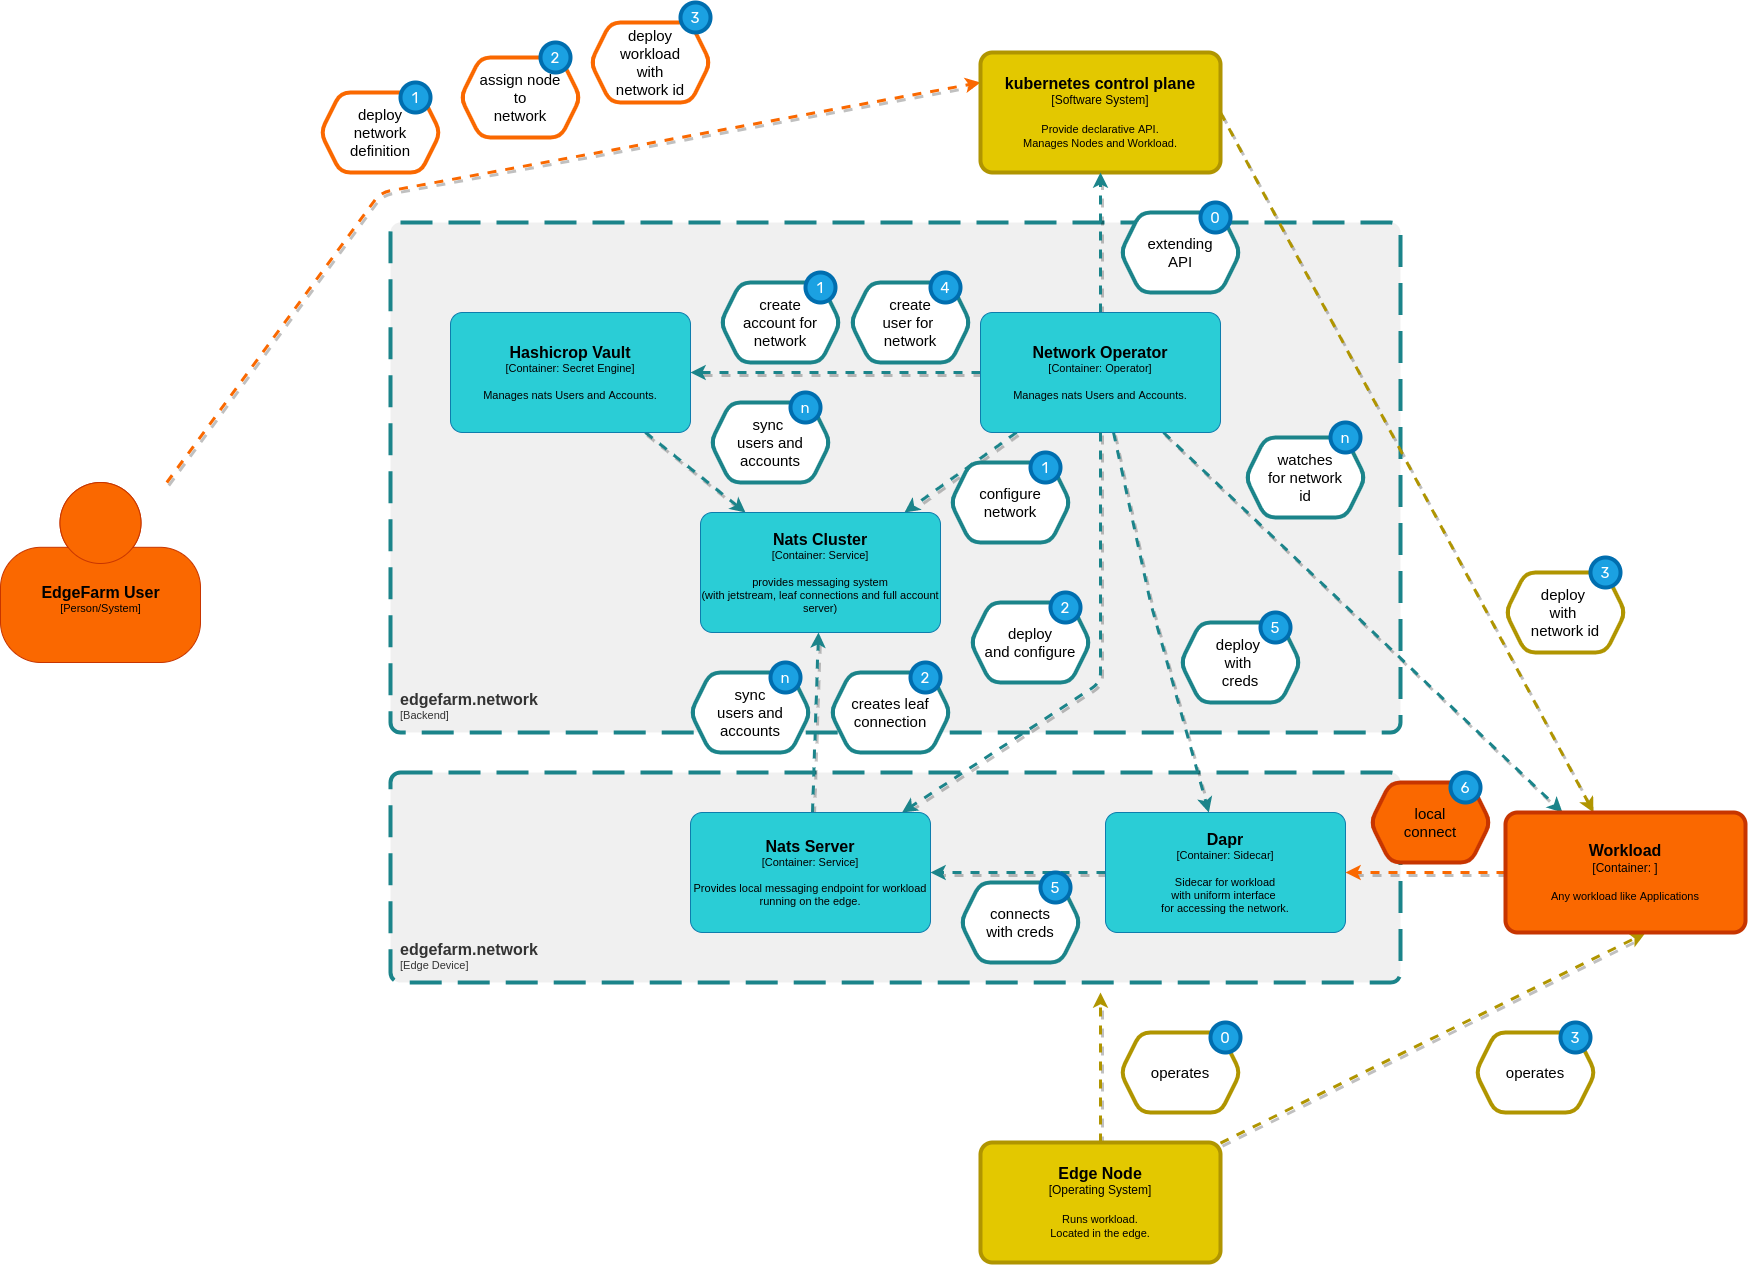 3
deploy
workload
with
network id
2
assign node
to
network
1
deploy
network
definition
kubernetes control plane
[Software System]
Provide declarative API.
Manages Nodes and Workload.
0
extending
API
1
create
account for
network
4
create
user for
network
Hashicrop Vault
[Container: Secret Engine]
Manages nats Users and Accounts.
Network Operator
[Container: Operator]
Manages nats Users and Accounts.
n
sync
users and
accounts
1
configure
network
n
watches
for network
id
Nats Cluster
[Container: Service]
provides messaging system
(with jetstream, leaf connections and full account
server)
EdgeFarm User
[Person/System]
2
deploy
and configure
5
deploy
with
creds
3
deploy
with
network id
n
sync
users and
accounts
2
creates leaf
connection
edgefarm.network
[Backend]
Nats Server
[Container: Service]
Provides local messaging endpoint for workload
running on the edge.
Dapr
[Container: Sidecar]
Sidecar for workload
with uniform interface
for accessing the network.
6
local
connect
Workload
[Container: ]
Any workload like Applications
5
connects
with creds
edgefarm.network
[Edge Device]
0
operates
3
operates
Edge Node
[Operating System]
Runs workload.
Located in the edge.